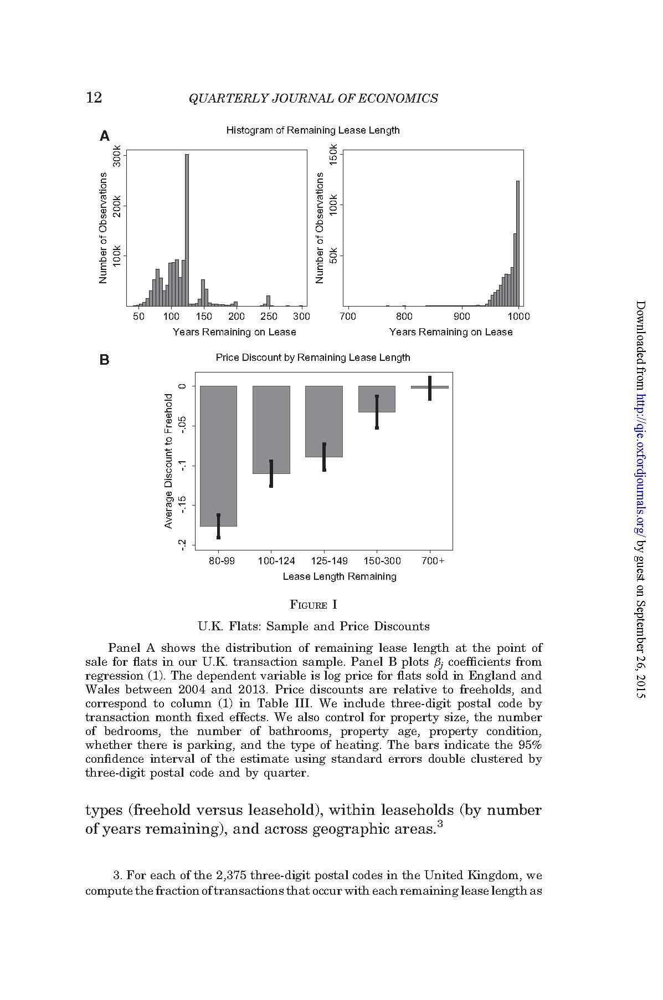 12 QUARTERLY JOURNAL OF ECONOMICS
A
Histogram of Remaining Lease Length
Number of Observations
100k 200k 300k
50 100 150 200 250 300
Years Remaining on Lease
Number of Observations
50k 100k 150k
700 800 900 1000
Years Remaining on Lease
B
Price Discount by Remaining Lease Length
Average Discount to Freehold
-.2 -.15 -.1 -.05 0
80-99 100-124 125-149 150-300 700+
Lease Length Remaining
FIGURE I
U.K. Flats: Sample and Price Discounts
Panel A shows the distribution of remaining lease length at the point of
sale for flats in our U.K. transaction sample. Panel B plots βj coefficients from
regression (1). The dependent variable is log price for flats sold in England and
Wales between 2004 and 2013. Price discounts are relative to freeholds, and
correspond to column (1) in Table III. We include three-digit postal code by
transaction month fixed effects. We also control for property size, the number
of bedrooms, the number of bathrooms, property age, property condition,
whether there is parking, and the type of heating. The bars indicate the 95%
confidence interval of the estimate using standard errors double clustered by
three-digit postal code and by quarter.
types (freehold versus leasehold), within leaseholds (by number
of years remaining), and across geographic areas.3
3. For each of the 2,375 three-digit postal codes in the United Kingdom, we
compute the fraction of transactions that occur with each remaining lease length as
Downloaded from http://qje.oxfordjournals.org/ by guest on September 26, 2015